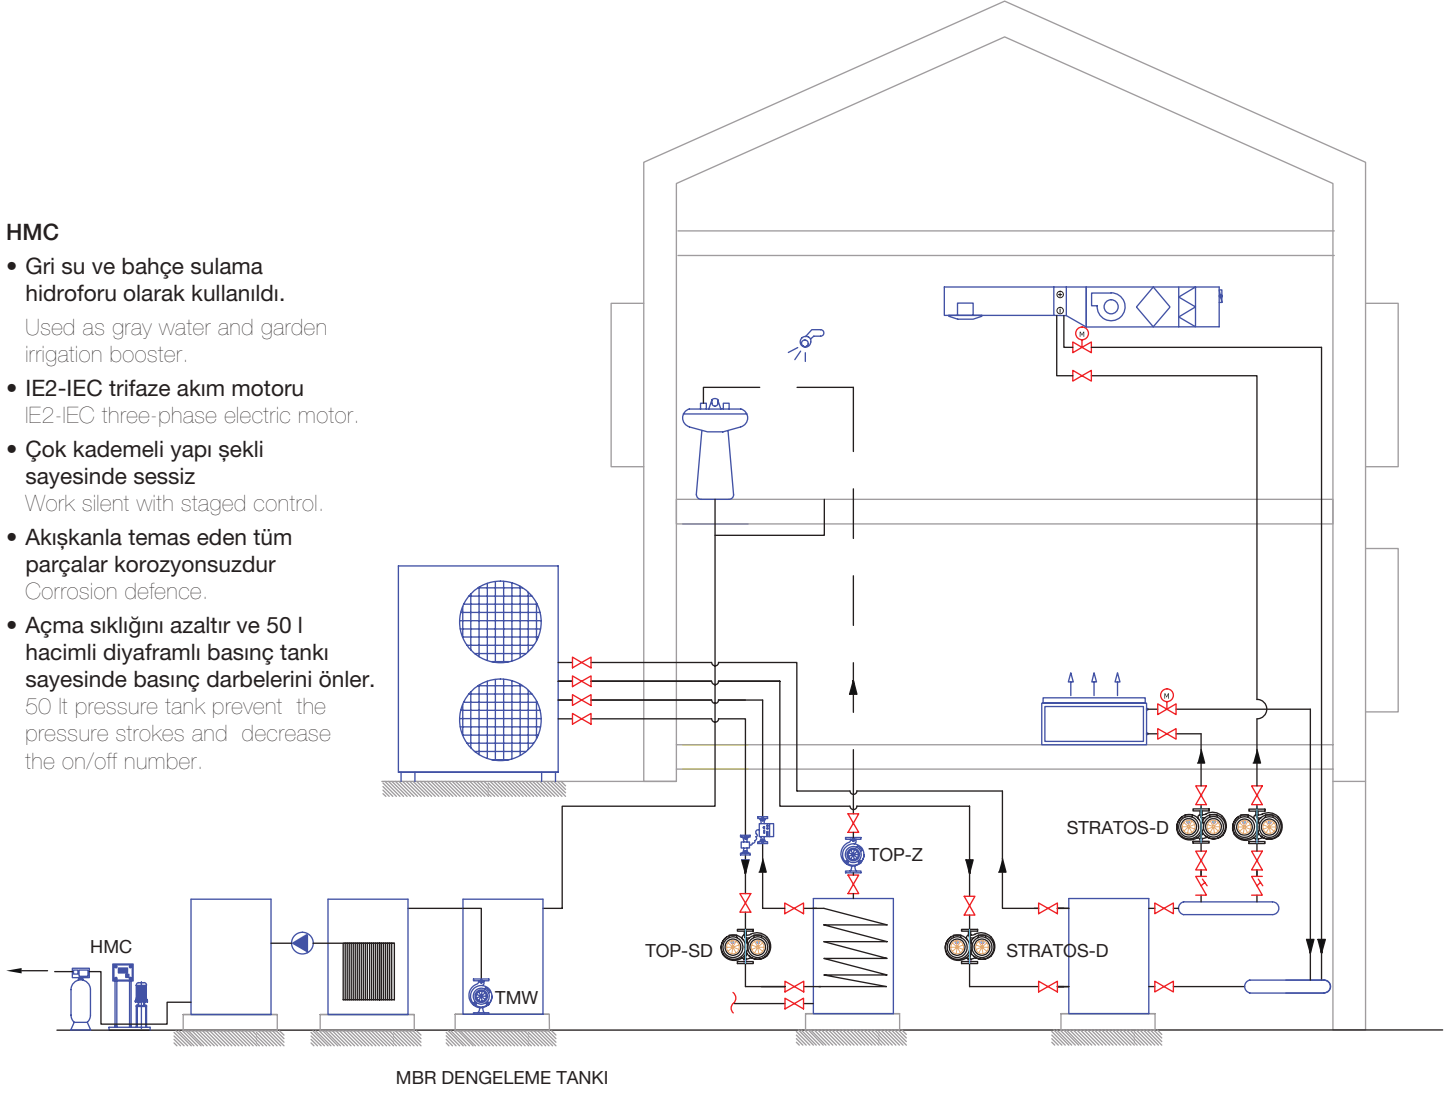 HMC
• Gri su ve bahçe sulama
hidroforu olarak kullanıldı.
Used as gray water and garden
irrigation booster.
• IE2-IEC trifaze akım motoru
IE2-IEC three-phase electric motor.
• Çok kademeli yapı şekli
sayesinde sessiz
Work silent with staged control.
• Akışkanla temas eden tüm
parçalar korozyonsuzdur
Corrosion defence.
• Açma sıklığını azaltır ve 50 l
hacimli diyaframlı basınç tankı
sayesinde basınç darbelerini önler.
50 lt pressure tank prevent the
pressure strokes and decrease
the on/off number.
M
M
STRATOS-D
TOP-Z
HMC
TOP-SD
STRATOS-D
TMW
MBR DENGELEME TANKI